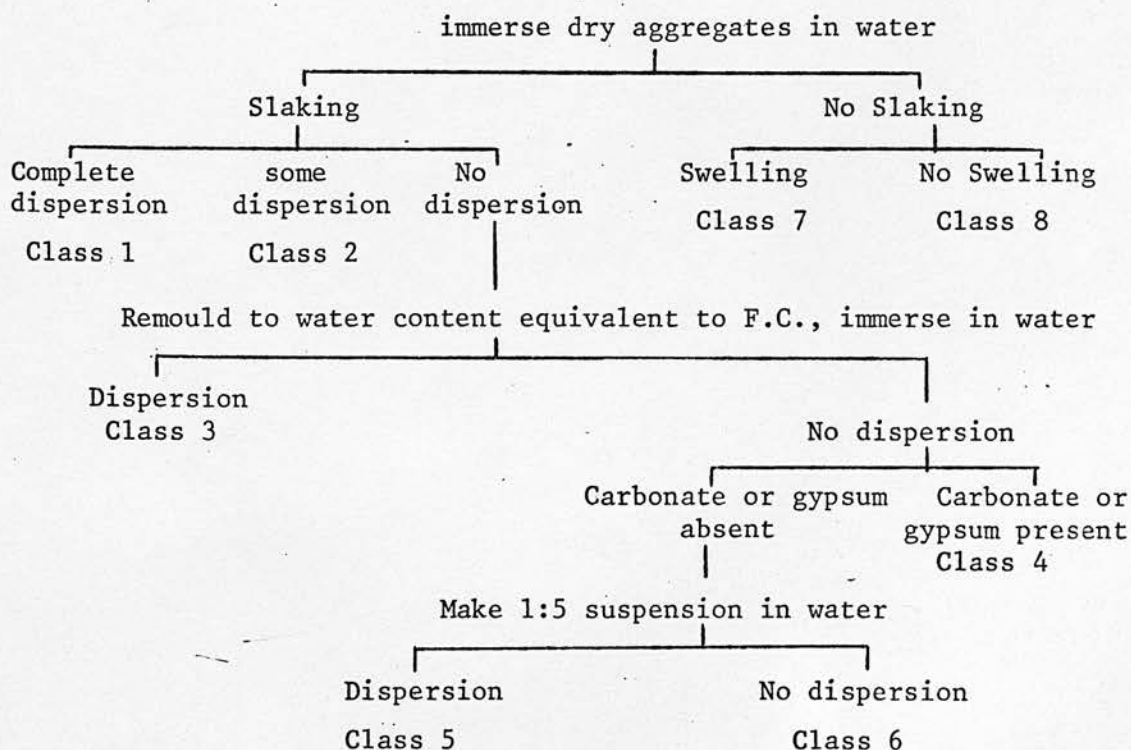 immerse dry aggregates in water
Slaking
No Slaking
Complete dispersion
some dispersion
No dispersion
Swelling
No Swelling
Class 1
Class 2
Class 7
Class 8
Remould to water content equivalent to F.C., immerse in water
Dispersion
Class 3
No dispersion
Carbonate or gypsum
absent
Carbonate or
gypsum present
Class 4
Make 1:5 suspension in water
Dispersion
No dispersion
Class 5
Class 6